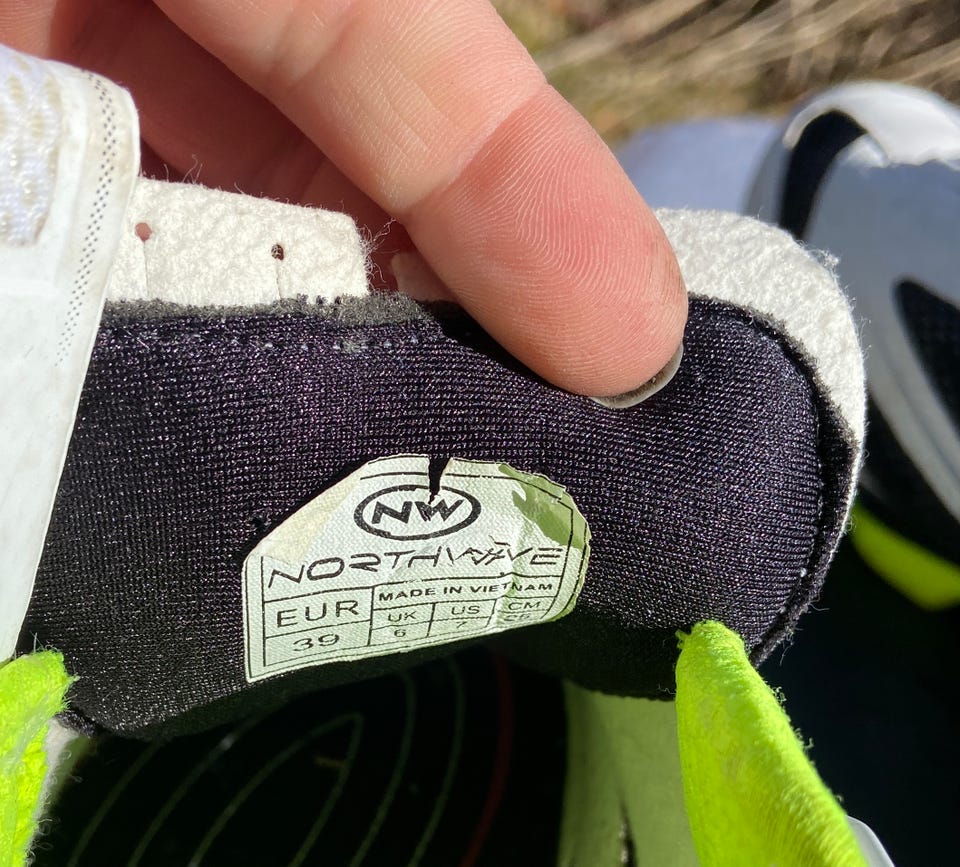 NW
NORTHWAVE
MADE IN VIETNAM
EUR UK US CM
39 6 7